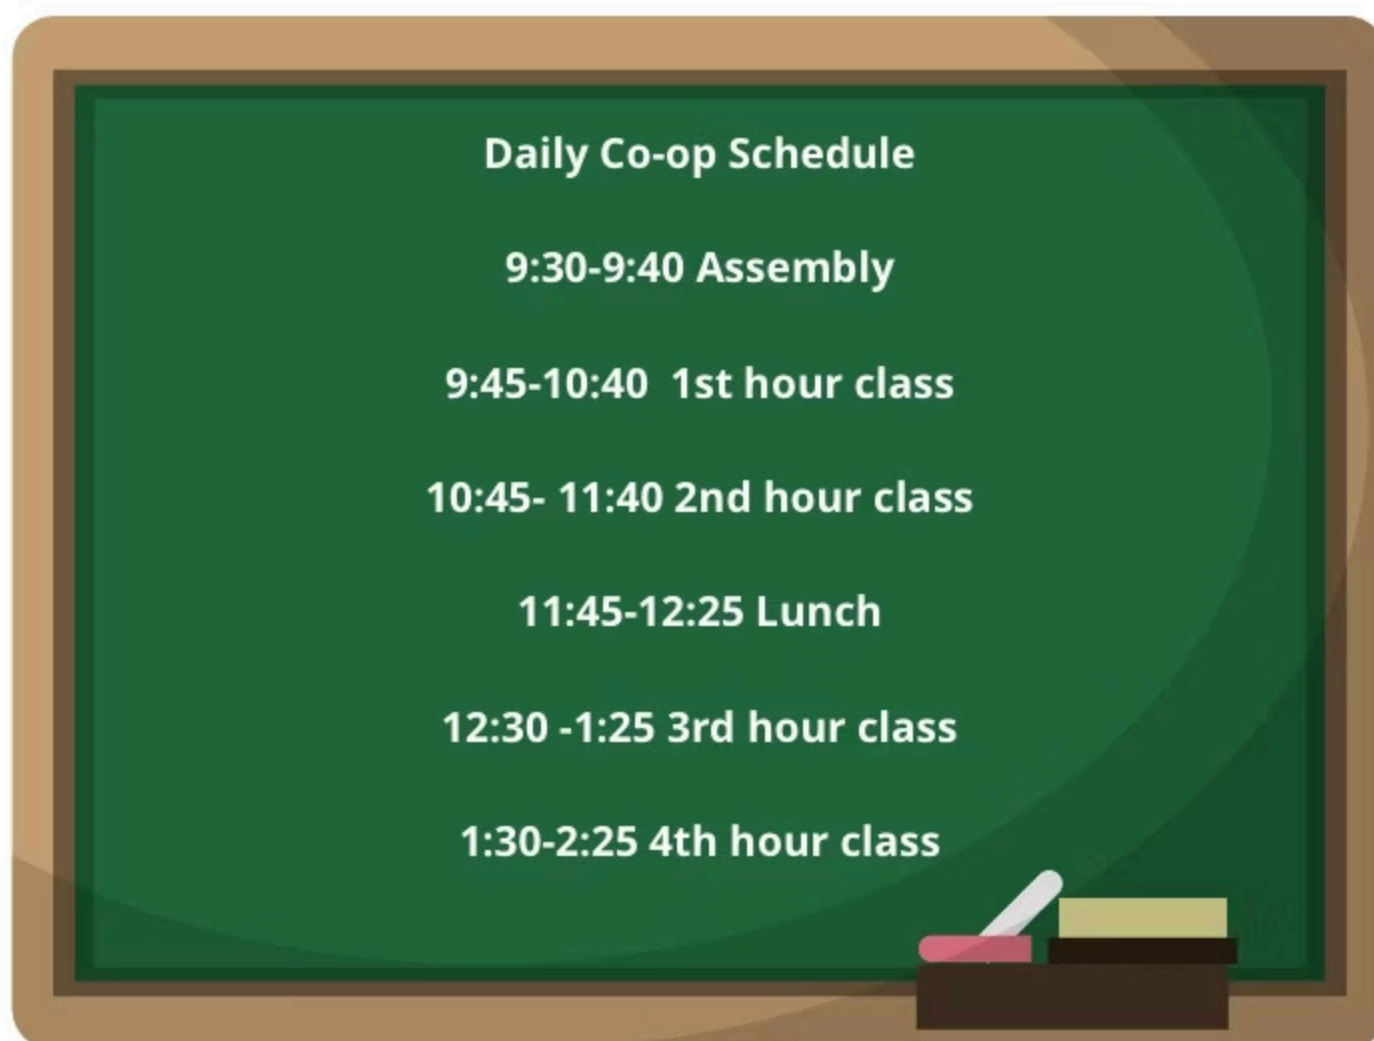 Daily Co-op Schedule
9:30-9:40 Assembly
9:45-10:40  1st hour class
10:45- 11:40 2nd hour class
11:45-12:25 Lunch
12:30 -1:25 3rd hour class
1:30-2:25 4th hour class